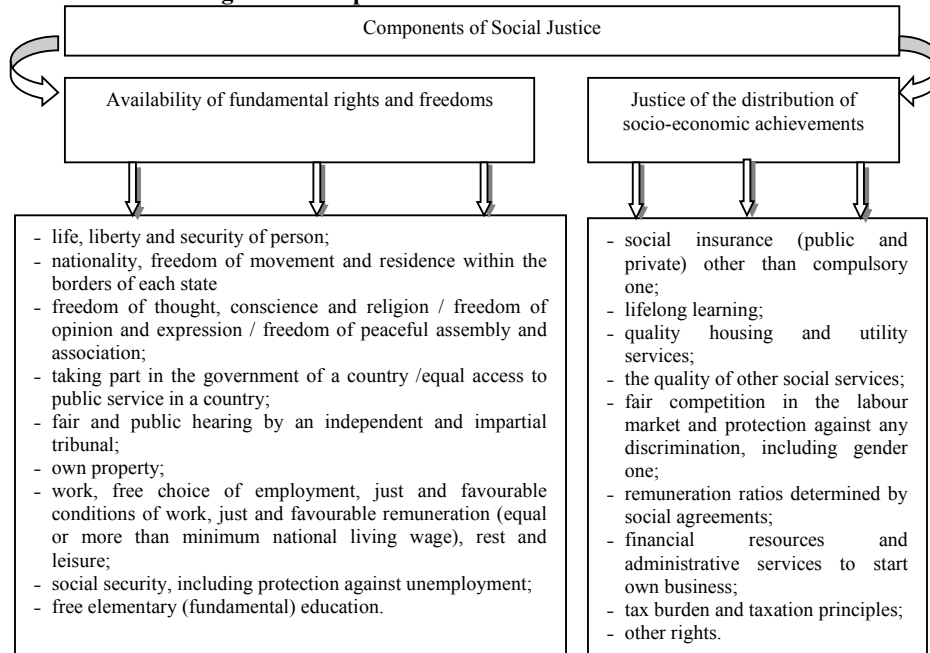 Components of Social Justice
Availability of fundamental rights and freedoms
Justice of the distribution of
socio-economic achievements
- life, liberty and security of person;
- nationality, freedom of movement and residence within the
borders of each state
- freedom of thought, conscience and religion / freedom of
opinion and expression / freedom of peaceful assembly and
association;
- taking part in the government of a country /equal access to
public service in a country;
- fair and public hearing by an independent and impartial
tribunal;
- own property;
- work, free choice of employment, just and favourable
conditions of work, just and favourable remuneration (equal
or more than minimum national living wage), rest and
leisure;
- social security, including protection against unemployment;
- free elementary (fundamental) education.
- social insurance (public and
private) other than compulsory
one;
- lifelong learning;
- quality housing and utility
services;
- the quality of other social services;
- fair competition in the labour
market and protection against any
discrimination, including gender
one;
- remuneration ratios determined by
social agreements;
- financial resources and
administrative services to start
own business;
- tax burden and taxation principles;
- other rights.